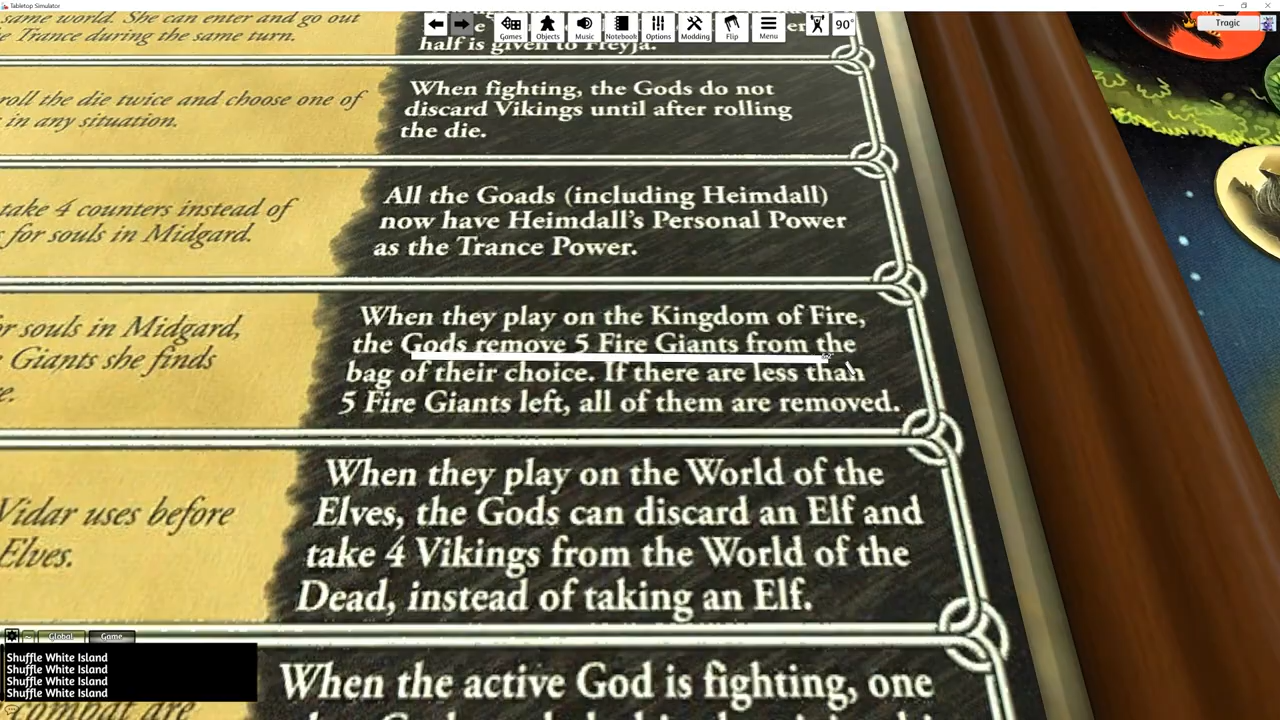 Tabletop Simulator
Games
Objects
Music
Notebook
Options
Modding
Flip
Menu
90°
Tragic
same world. She can enter and go out
Trance during the same turn.
half is given to Freyja.
roll the die twice and choose one of
in any situation.
When fighting, the Gods do not
discard Vikings until after rolling
the die.
take 4 counters instead of
for souls in Midgard.
All the Goads (including Heimdall)
now have Heimdall's Personal Power
as the Trance Power.
souls in Midgard,
Giants she finds
When they play on the Kingdom of Fire,
the Gods remove 5 Fire Giants from the
bag of their choice. If there are less than
5 Fire Giants left, all of them are removed.
Vidar uses before
Elves.
When they play on the World of the
Elves, the Gods can discard an Elf and
take 4 Vikings from the World of the
Dead, instead of taking an Elf.
When the active God is fighting, one
combat are
Global
Game
Shuffle White Island
Shuffle White Island
Shuffle White Island
Shuffle White Island